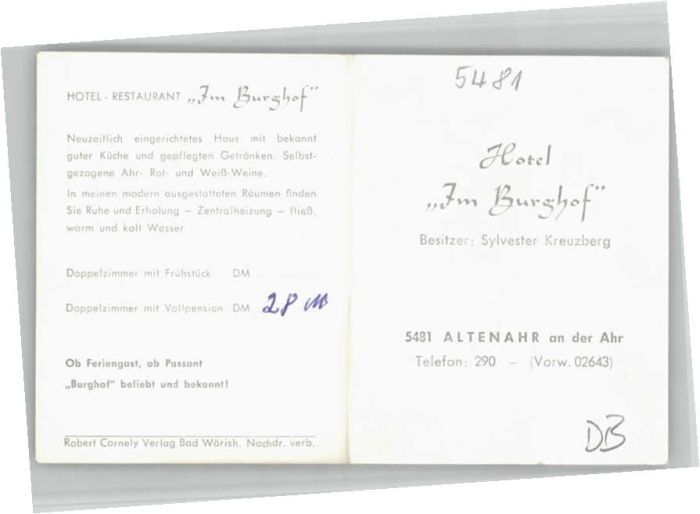 HOTEL - RESTAURANT „Im Burghof"
Neuzeitlich eingerichtetes Haus mit bekannt
guter Küche und gepflegten Getränken. Selbst-
gezogene Ahr- Rot- und Weiß-Weine.
In meinen modern ausgestatteten Räumen finden
Sie Ruhe und Erholung – Zentralheizung – fließ.
warm und kalt Wasser
Doppelzimmer mit Frühstück DM
Doppelzimmer mit Vollpension DM 28
Ob Feriengast, ob Passant
„Burghof" beliebt und bekannt!
Robert Cornely Verlag Bad Wörish. Nachdr. verb.
5481
Hotel
„Im Burghof"
Besitzer: Sylvester Kreuzberg
5481 ALTENAHR an der Ahr
Telefon: 290 – (Vorw. 02643)
DB